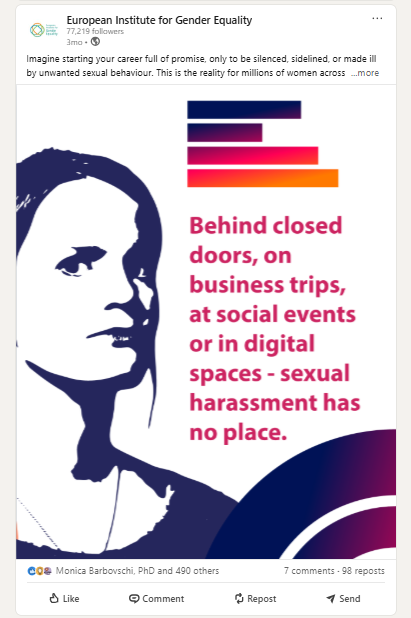 European Institute for Gender Equality
77,219 followers
3mo •
Imagine starting your career full of promise, only to be silenced, sidelined, or made ill
by unwanted sexual behaviour. This is the reality for millions of women across ...more
Behind closed
doors, on
business trips,
at social events
or in digital
spaces - sexual
harassment has
no place.
Monica Barbovschi, PhD and 490 others
7 comments · 98 reposts
Like
Comment
Repost
Send